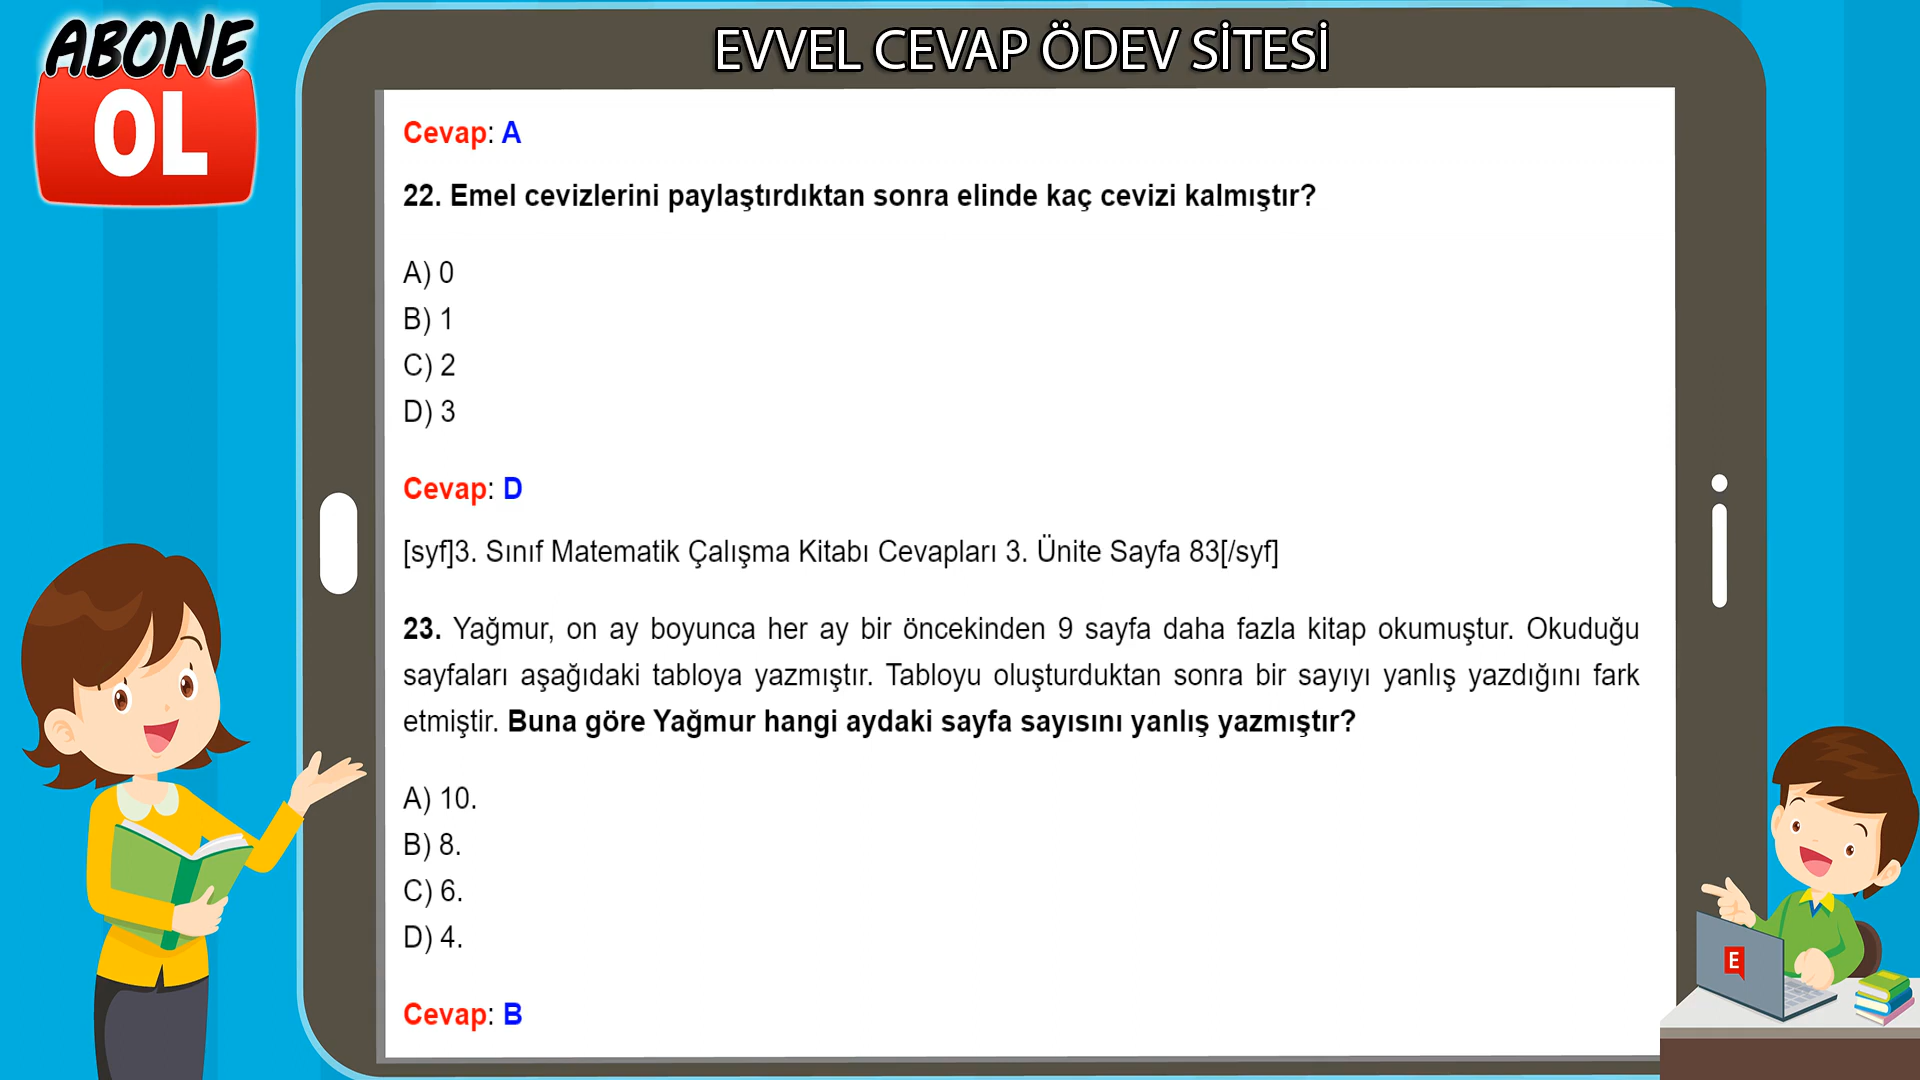 ABONE
OL
EVVEL CEVAP ÖDEV SİTESİ
Cevap: A
22. Emel cevizlerini paylaştırdıktan sonra elinde kaç cevizi kalmıştır?
A) 0
B) 1
C) 2
D) 3
Cevap: D
[syf]3. Sınıf Matematik Çalışma Kitabı Cevapları 3. Ünite Sayfa 83[/syf]
23. Yağmur, on ay boyunca her ay bir öncekinden 9 sayfa daha fazla kitap okumuştur. Okuduğu
sayfaları aşağıdaki tabloya yazmıştır. Tabloyu oluşturduktan sonra bir sayıyı yanlış yazdığını fark
etmiştir. Buna göre Yağmur hangi aydaki sayfa sayısını yanlış yazmıştır?
A) 10.
B) 8.
C) 6.
D) 4.
Cevap: B
E